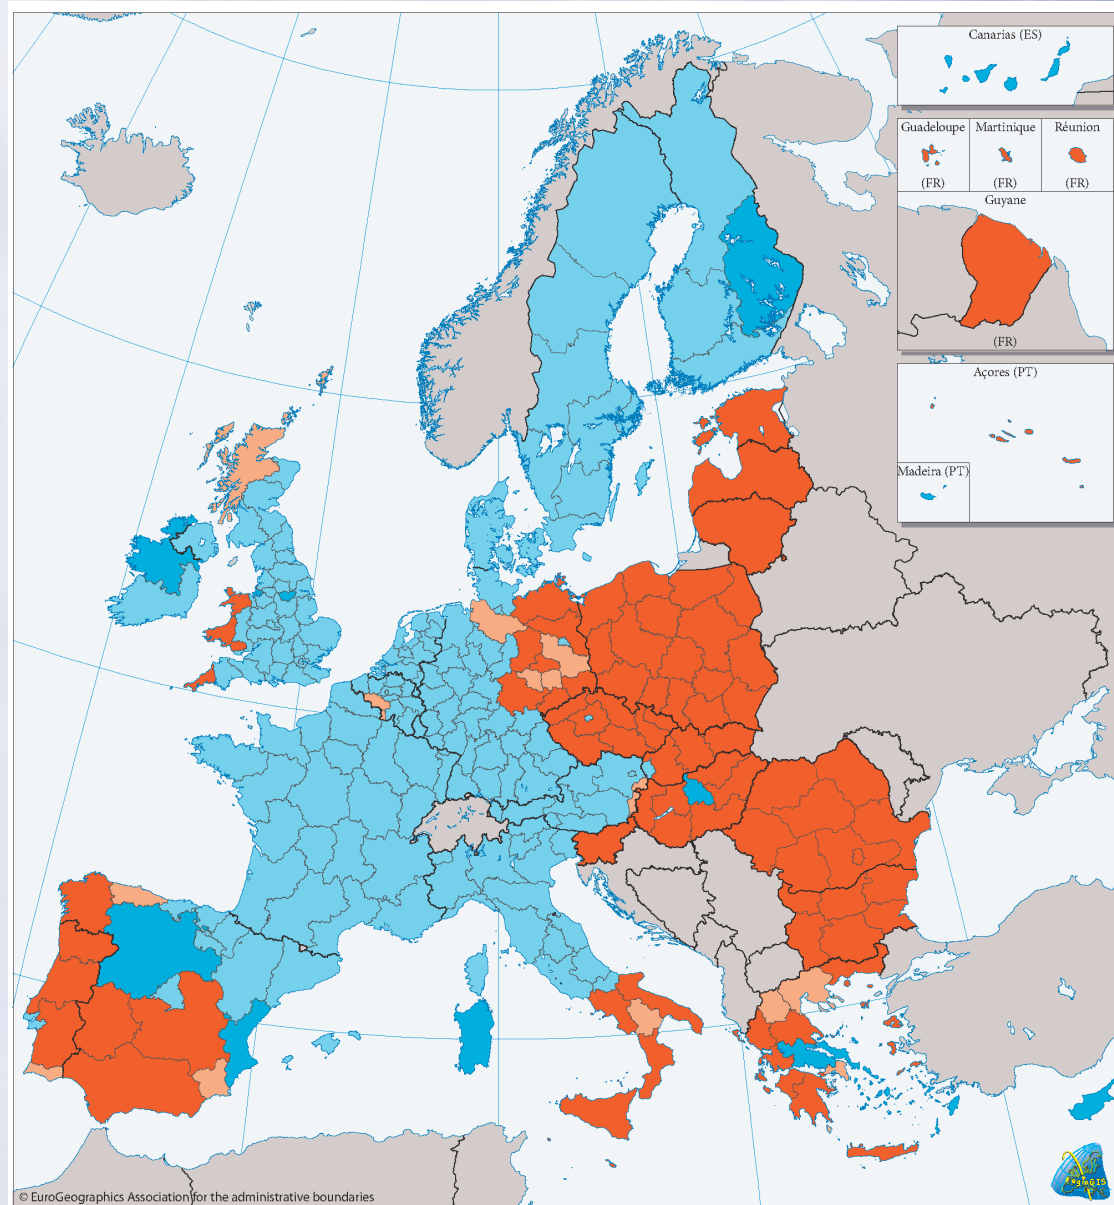 Canarias (ES)
Guadeloupe
Martinique
Réunion
(FR)
(FR)
(FR)
Guyane
(FR)
Açores (PT)
Madeira (PT)
RegioGIS
© EuroGeographics Association for the administrative boundaries